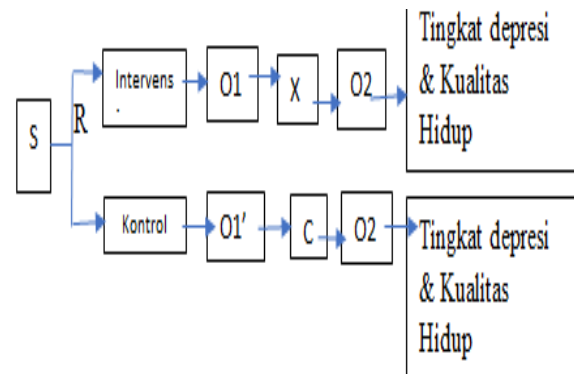 Tingkat depresi
& Kualitas
Hidup
Intervens
.
O1
X
O2
S
R
Kontrol
O1'
C
O2
Tingkat depresi
& Kualitas
Hidup